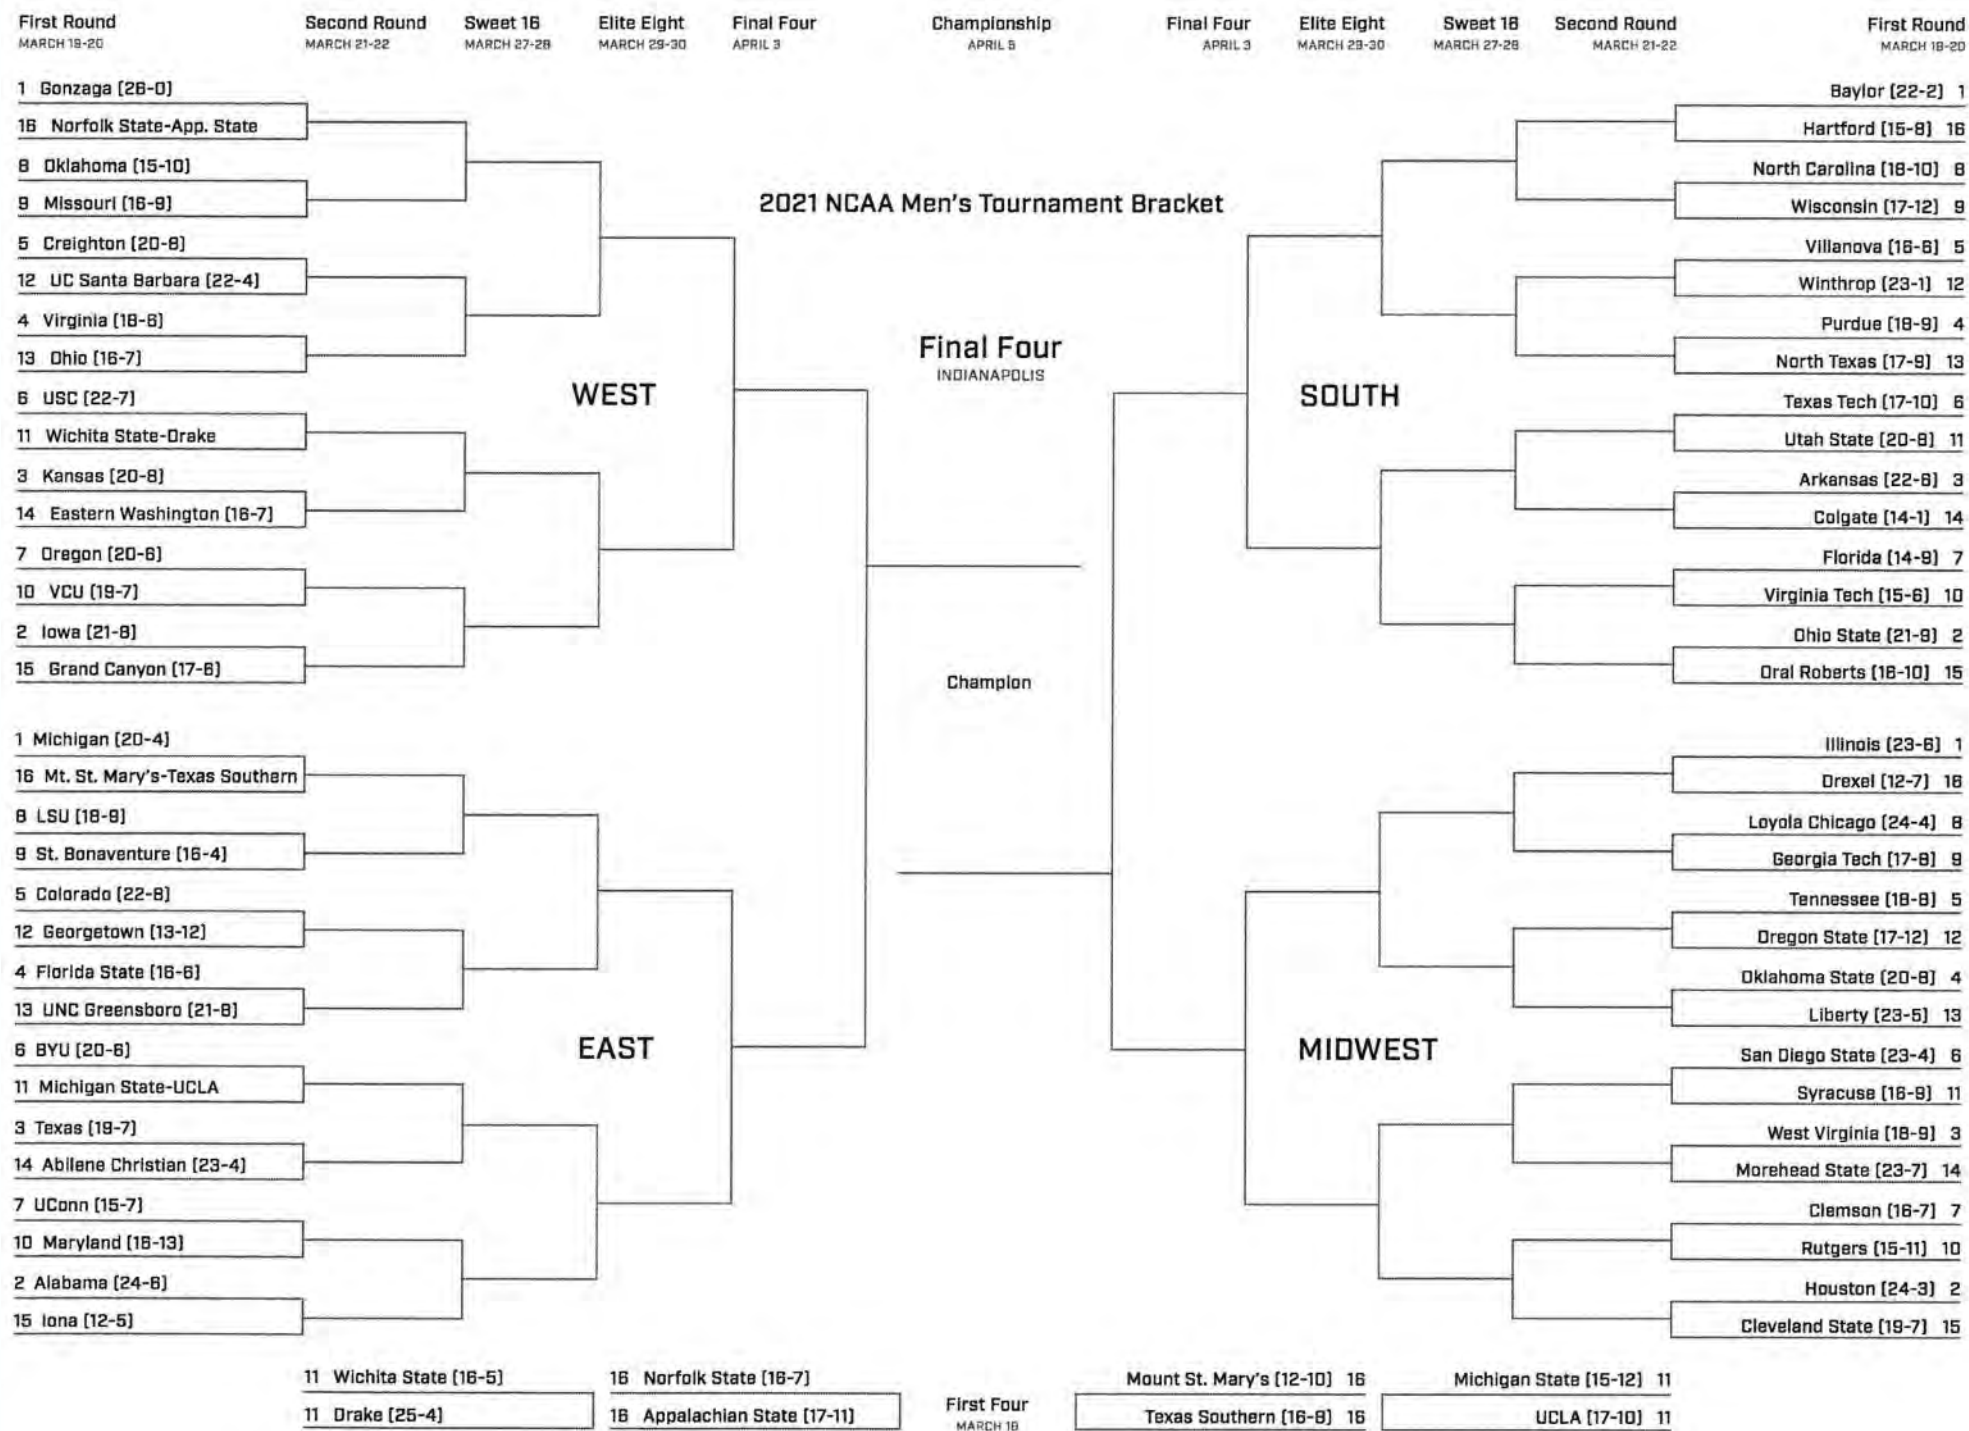 First Round
MARCH 19-20
Second Round
MARCH 21-22
Sweet 16
MARCH 27-28
Elite Eight
MARCH 29-30
Final Four
APRIL 3
Championship
APRIL 5
Final Four
APRIL 3
Elite Eight
MARCH 29-30
Sweet 16
MARCH 27-28
Second Round
MARCH 21-22
First Round
MARCH 19-20
1 Gonzaga (26-0)
16 Norfolk State-App. State
8 Oklahoma (15-10)
9 Missouri (16-9)
5 Creighton (20-8)
12 UC Santa Barbara (22-4)
4 Virginia (18-6)
13 Ohio (16-7)
6 USC (22-7)
11 Wichita State-Drake
3 Kansas (20-8)
14 Eastern Washington (16-7)
7 Oregon (20-6)
10 VCU (19-7)
2 Iowa (21-8)
15 Grand Canyon (17-6)
WEST
1 Michigan (20-4)
16 Mt. St. Mary's-Texas Southern
8 LSU (18-9)
9 St. Bonaventure (16-4)
5 Colorado (22-8)
12 Georgetown (13-12)
4 Florida State (16-6)
13 UNC Greensboro (21-8)
6 BYU (20-6)
11 Michigan State-UCLA
3 Texas (19-7)
14 Abilene Christian (23-4)
7 UConn (15-7)
10 Maryland (16-13)
2 Alabama (24-6)
15 Iona (12-5)
EAST
2021 NCAA Men's Tournament Bracket
Final Four
INDIANAPOLIS
Champion
Baylor (22-2) 1
Hartford (15-8) 16
North Carolina (18-10) 8
Wisconsin (17-12) 9
Villanova (16-6) 5
Winthrop (23-1) 12
Purdue (18-9) 4
North Texas (17-9) 13
Texas Tech (17-10) 6
Utah State (20-8) 11
Arkansas (22-6) 3
Colgate (14-1) 14
Florida (14-9) 7
Virginia Tech (15-6) 10
Ohio State (21-9) 2
Oral Roberts (16-10) 15
SOUTH
Illinois (23-6) 1
Drexel (12-7) 16
Loyola Chicago (24-4) 8
Georgia Tech (17-8) 9
Tennessee (18-8) 5
Oregon State (17-12) 12
Oklahoma State (20-8) 4
Liberty (23-5) 13
San Diego State (23-4) 6
Syracuse (16-9) 11
West Virginia (18-9) 3
Morehead State (23-7) 14
Clemson (16-7) 7
Rutgers (15-11) 10
Houston (24-3) 2
Cleveland State (19-7) 15
MIDWEST
11 Wichita State (16-5)
11 Drake (25-4)
16 Norfolk State (16-7)
16 Appalachian State (17-11)
First Four
MARCH 18
Mount St. Mary's (12-10) 16
Texas Southern (16-8) 16
Michigan State (15-12) 11
UCLA (17-10) 11